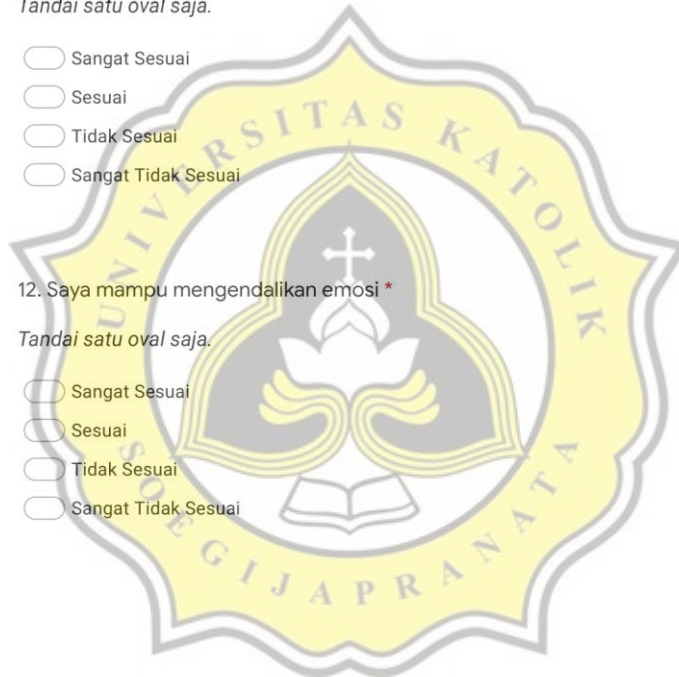 Tandai satu oval saja.
Sangat Sesuai
Sesuai
Tidak Sesuai
Sangat Tidak Sesuai
12. Saya mampu mengendalikan emosi *
Tandai satu oval saja.
Sangat Sesuai
Sesuai
Tidak Sesuai
Sangat Tidak Sesuai
UNIVERSITAS KATOLIK
SOEGIJAPRANATA